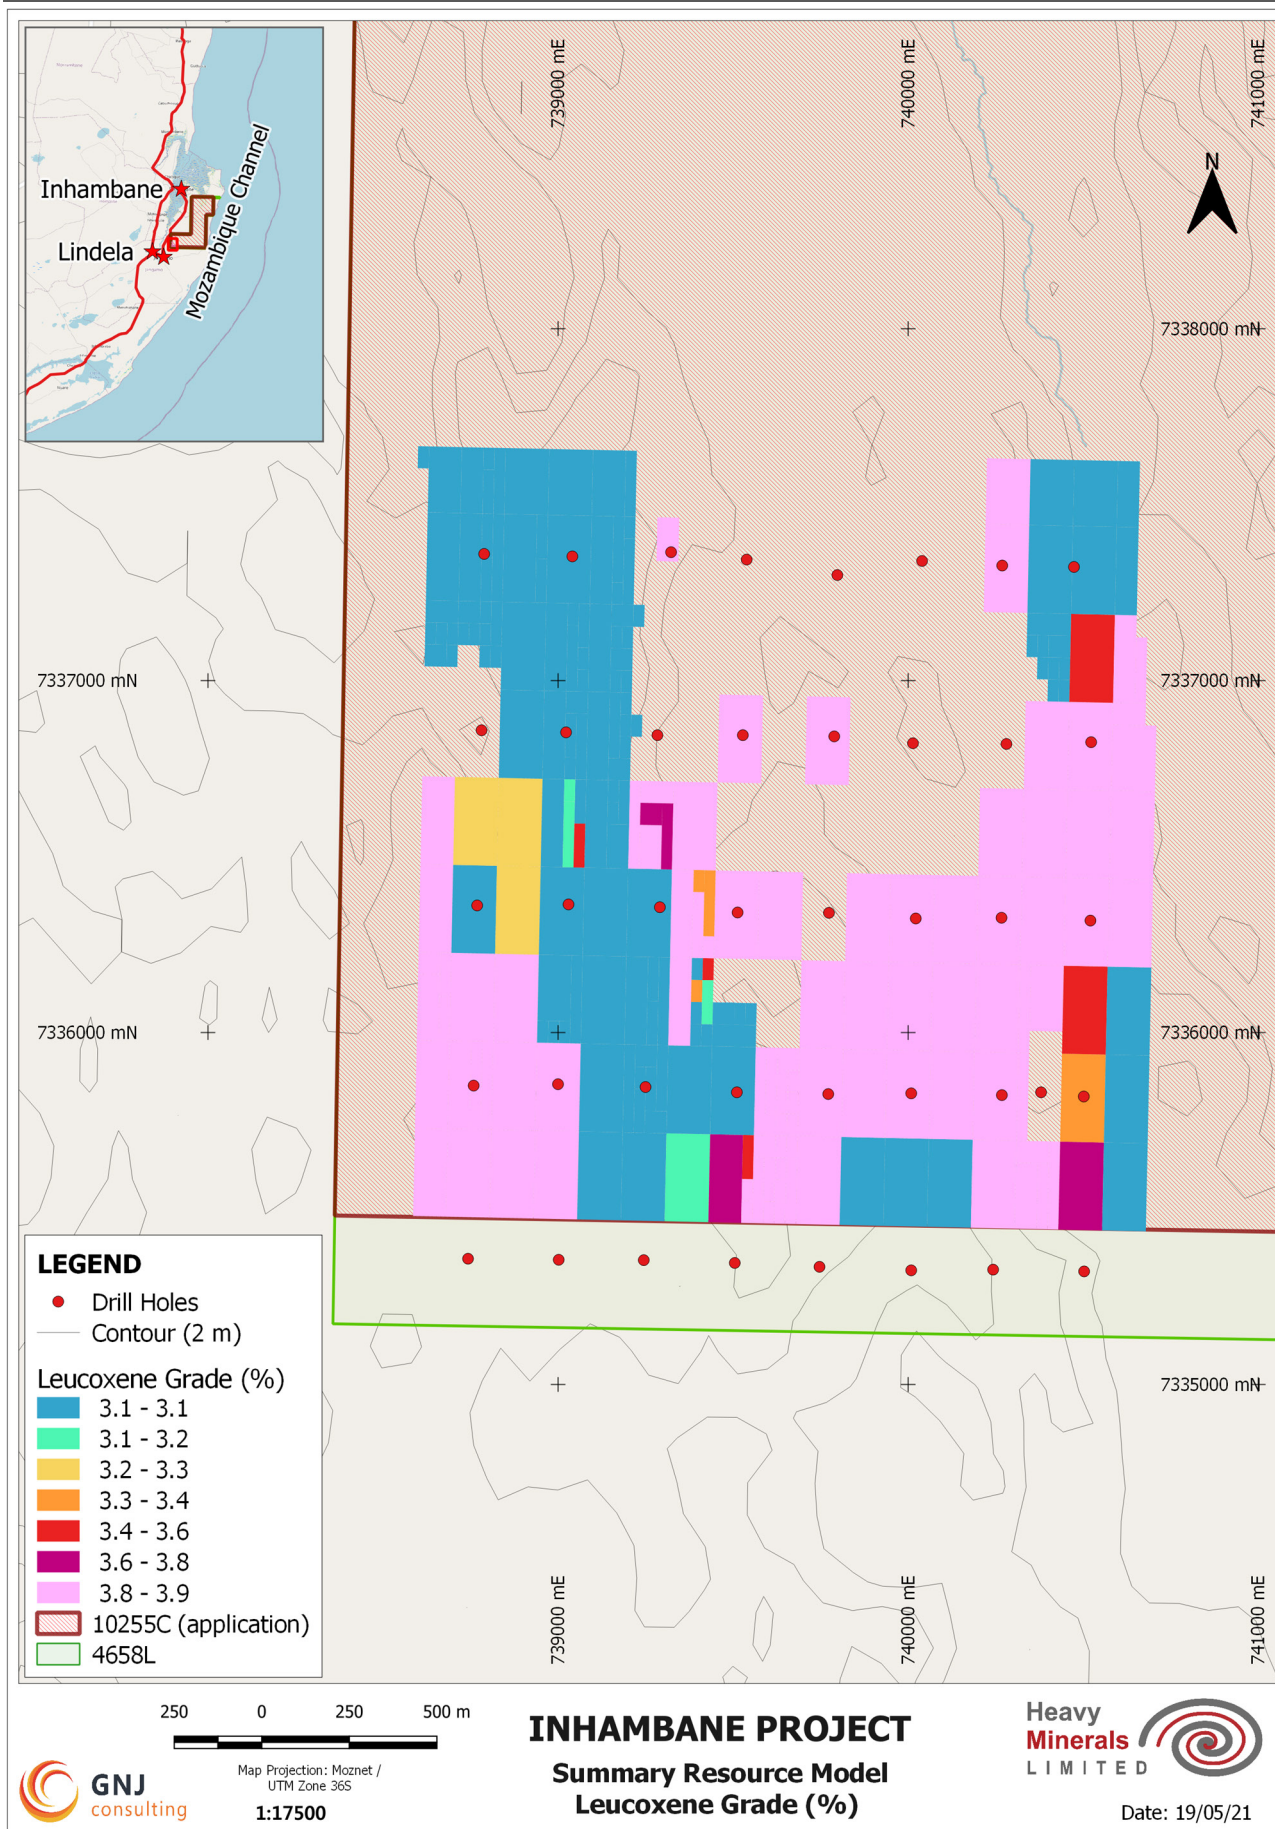 Inhambane
Lindela
Mozambique Channel
739000 mE
740000 mE
741000 mE
N
7338000 mN
7337000 mN
7337000 mN
7336000 mN
7336000 mN
7335000 mN
LEGEND
Drill Holes
Contour (2 m)
Leucoxene Grade (%)
3.1 - 3.1
3.1 - 3.2
3.2 - 3.3
3.3 - 3.4
3.4 - 3.6
3.6 - 3.8
3.8 - 3.9
10255C (application)
4658L
739000 mE
740000 mE
741000 mE
250 0 250 500 m
Map Projection: Moznet /
UTM Zone 36S
1:17500
GNJ
consulting
INHAMBANE PROJECT
Summary Resource Model
Leucoxene Grade (%)
Heavy
Minerals
LIMITED
Date: 19/05/21